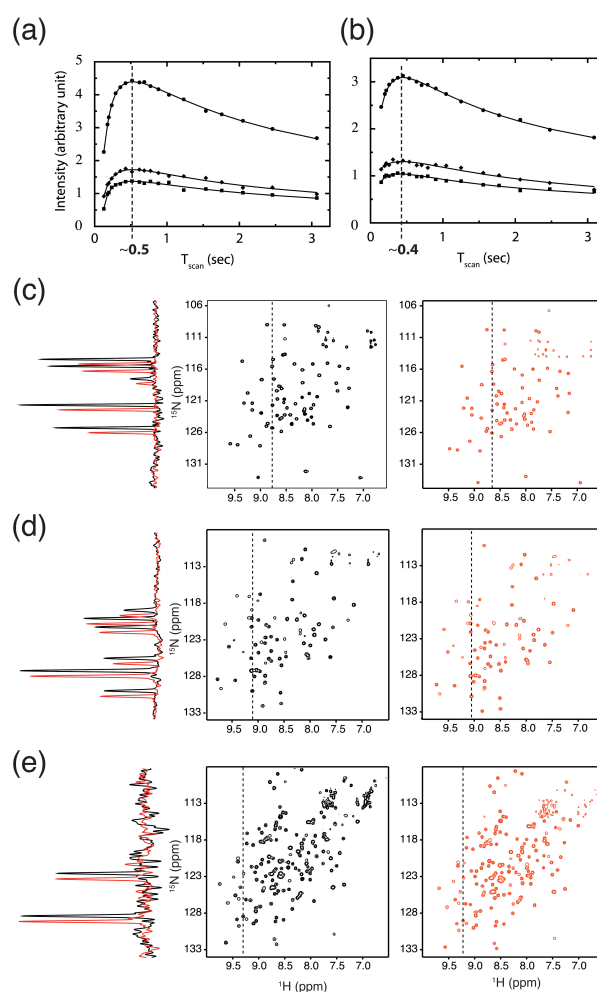 (a)
(b)
Intensity (arbitrary unit)
5
4
3
2
1
0
0 1 2 3
~0.5
T_scan (sec)
3
2
1
0
0 1 2 3
~0.4
T_scan (sec)
(c)
¹⁵N (ppm)
106
111
116
121
126
131
9.5 9.0 8.5 8.0 7.5 7.0
106
111
116
121
126
131
9.5 9.0 8.5 8.0 7.5 7.0
(d)
¹⁵N (ppm)
113
118
123
128
133
9.5 9.0 8.5 8.0 7.5 7.0
113
118
123
128
133
9.5 9.0 8.5 8.0 7.5 7.0
(e)
¹⁵N (ppm)
113
118
123
128
133
9.5 9.0 8.5 8.0 7.5 7.0
¹H (ppm)
113
118
123
128
133
9.5 9.0 8.5 8.0 7.5 7.0
¹H (ppm)